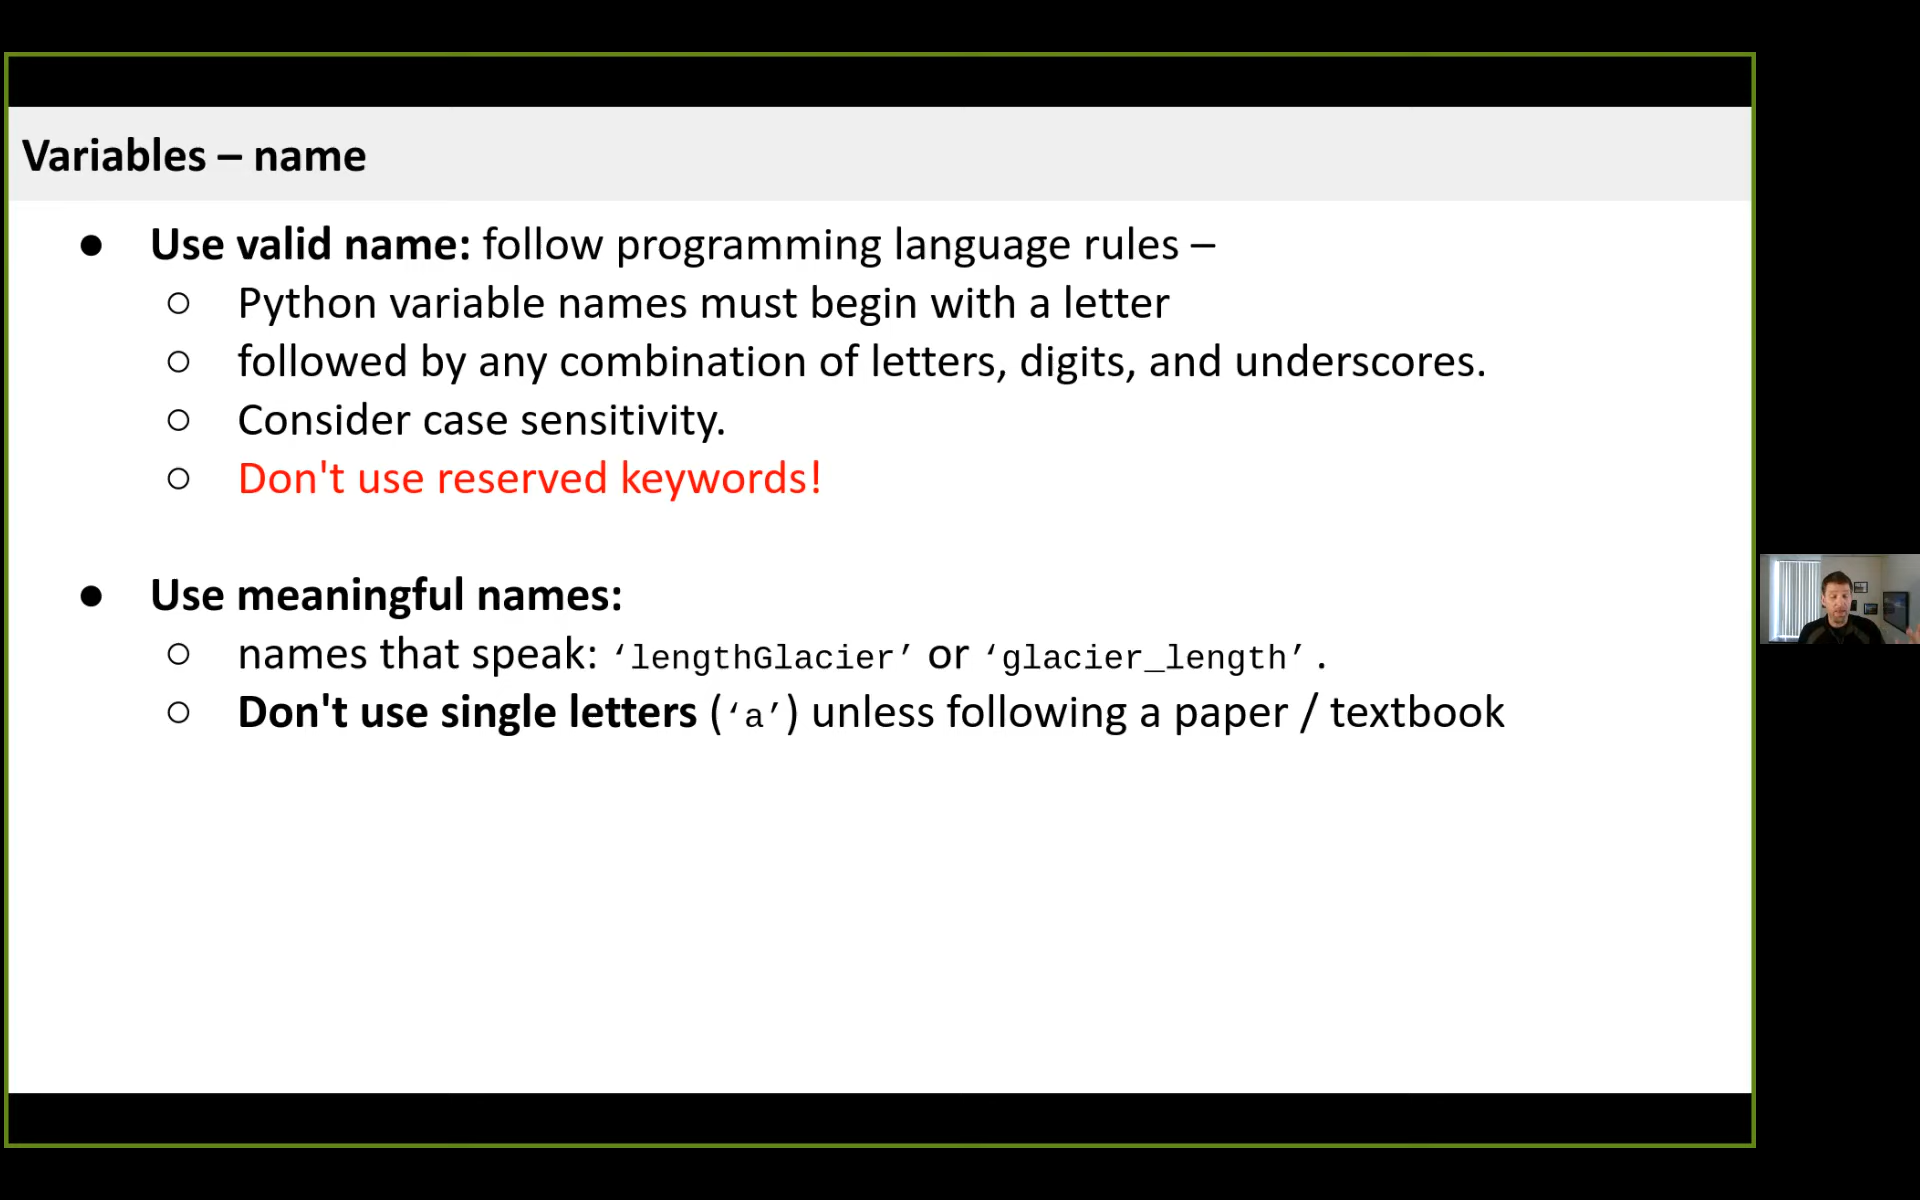 Variables – name
● Use valid name: follow programming language rules –
○ Python variable names must begin with a letter
○ followed by any combination of letters, digits, and underscores.
○ Consider case sensitivity.
○ Don't use reserved keywords!
● Use meaningful names:
○ names that speak: ‘lengthGlacier’ or ‘glacier_length’.
○ Don't use single letters (‘a’) unless following a paper / textbook